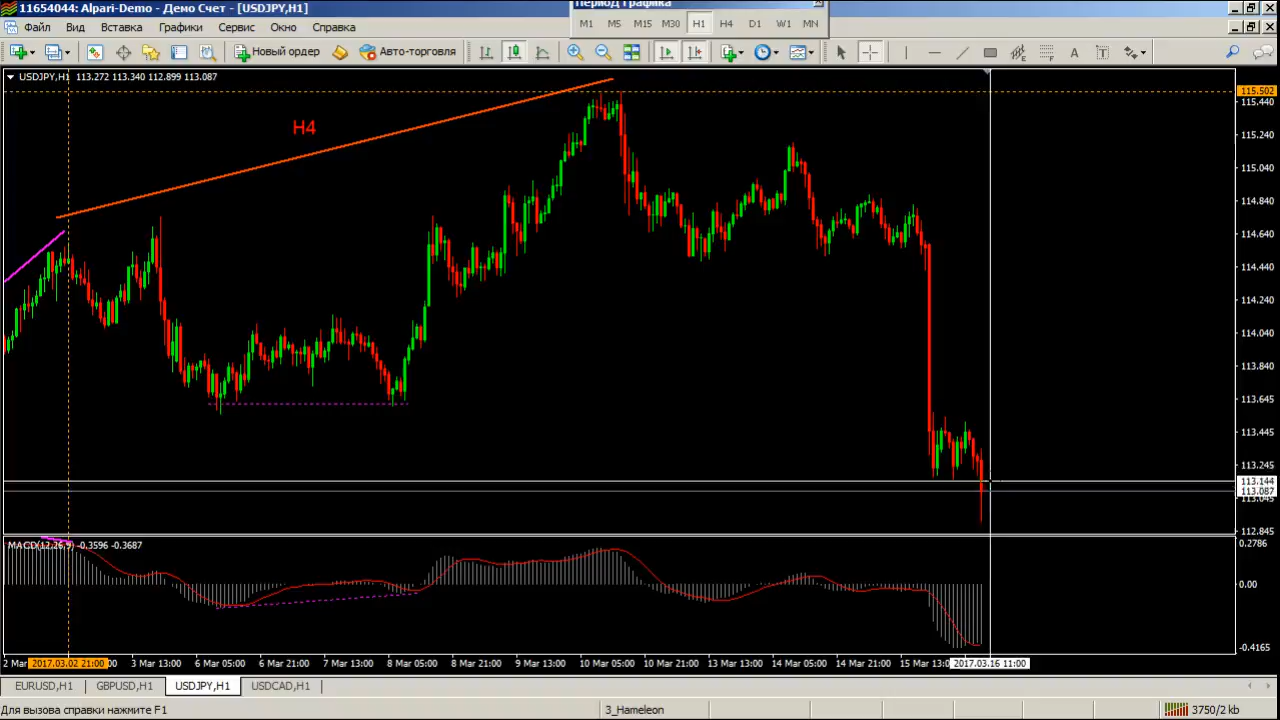 11654044: Alpari-Demo - Демо Счет - [USDJPY,H1]
Период графика
Файл Вид Вставка Графики Сервис Окно Справка
M1 M5 M15 M30 H1 H4 D1 W1 MN
Новый ордер Авто-торговля A T
USDJPY,H1 113.272 113.340 112.899 113.087
H4
115.502
115.440
115.240
115.040
114.840
114.640
114.440
114.240
114.040
113.840
113.645
113.445
113.245
113.144
113.087
113.045
112.845
MACD(12,26,9) -0.3596 -0.3687
0.2786
0.00
-0.4165
2 Mar 2017.03.02 21:00 3 Mar 13:00 6 Mar 05:00 6 Mar 21:00 7 Mar 13:00 8 Mar 05:00 8 Mar 21:00 9 Mar 13:00 10 Mar 05:00 10 Mar 21:00 13 Mar 13:00 14 Mar 05:00 14 Mar 21:00 15 Mar 13:0 2017.03.16 11:00
EURUSD,H1 GBPUSD,H1 USDJPY,H1 USDCAD,H1
Для вызова справки нажмите F1 3_Hameleon 3750/2 kb